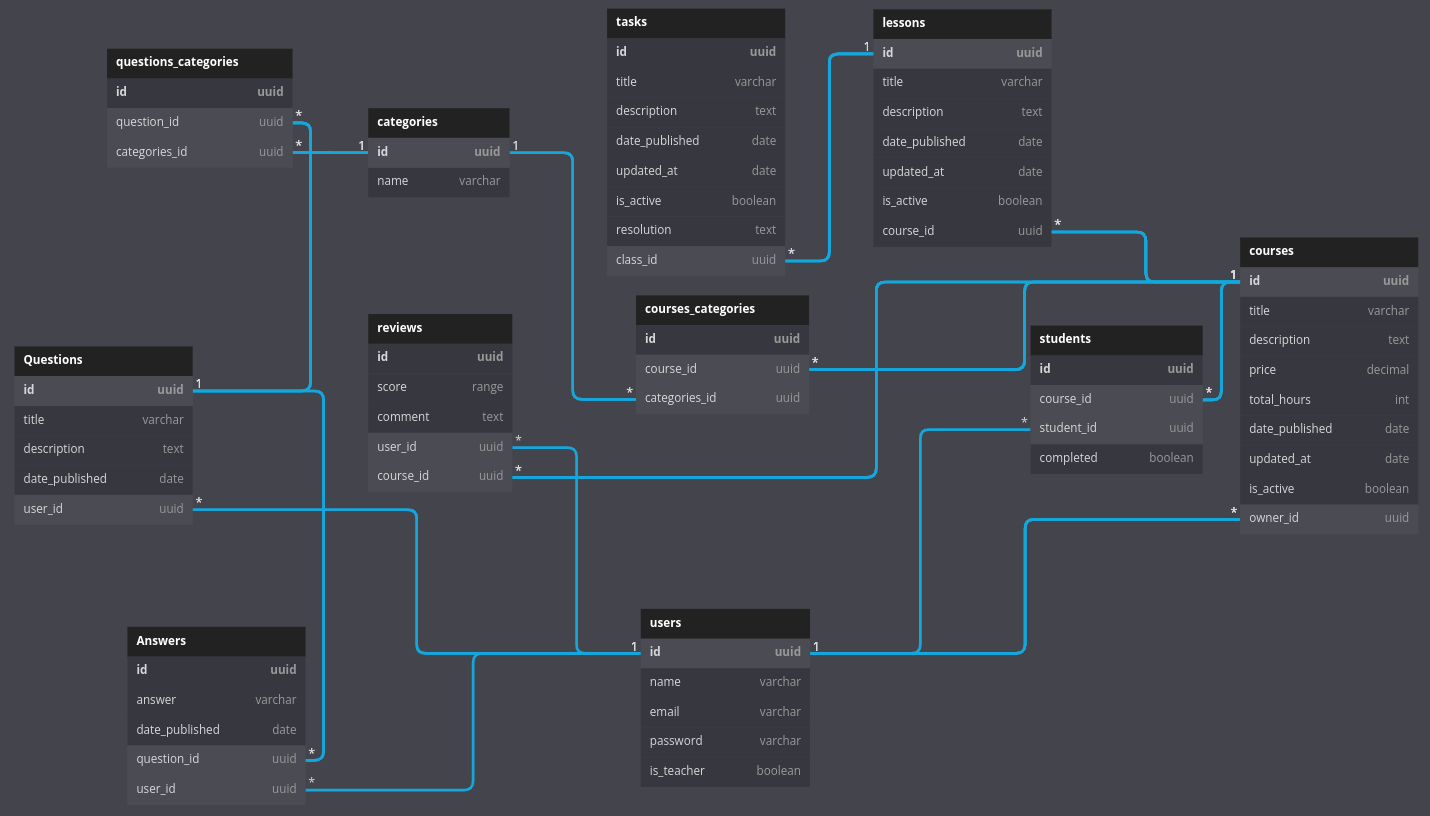 questions_categories
id uuid
question_id uuid *
categories_id uuid *
categories
1 id uuid 1
name varchar
tasks
id uuid
title varchar
description text
date_published date
updated_at date
is_active boolean
resolution text
class_id uuid *
lessons
1 id uuid
title varchar
description text
date_published date
updated_at date
is_active boolean
course_id uuid *
courses
1 id uuid
title varchar
description text
price decimal
total_hours int
date_published date
updated_at date
is_active boolean
* owner_id uuid
courses_categories
id uuid
course_id uuid *
* categories_id uuid
students
id uuid
course_id uuid *
* student_id uuid
completed boolean
reviews
id uuid
score range
comment text
user_id uuid *
course_id uuid *
Questions
id uuid 1
title varchar
description text
date_published date
user_id uuid *
Answers
id uuid
answer varchar
date_published date
question_id uuid *
user_id uuid *
users
1 id uuid 1
name varchar
email varchar
password varchar
is_teacher boolean